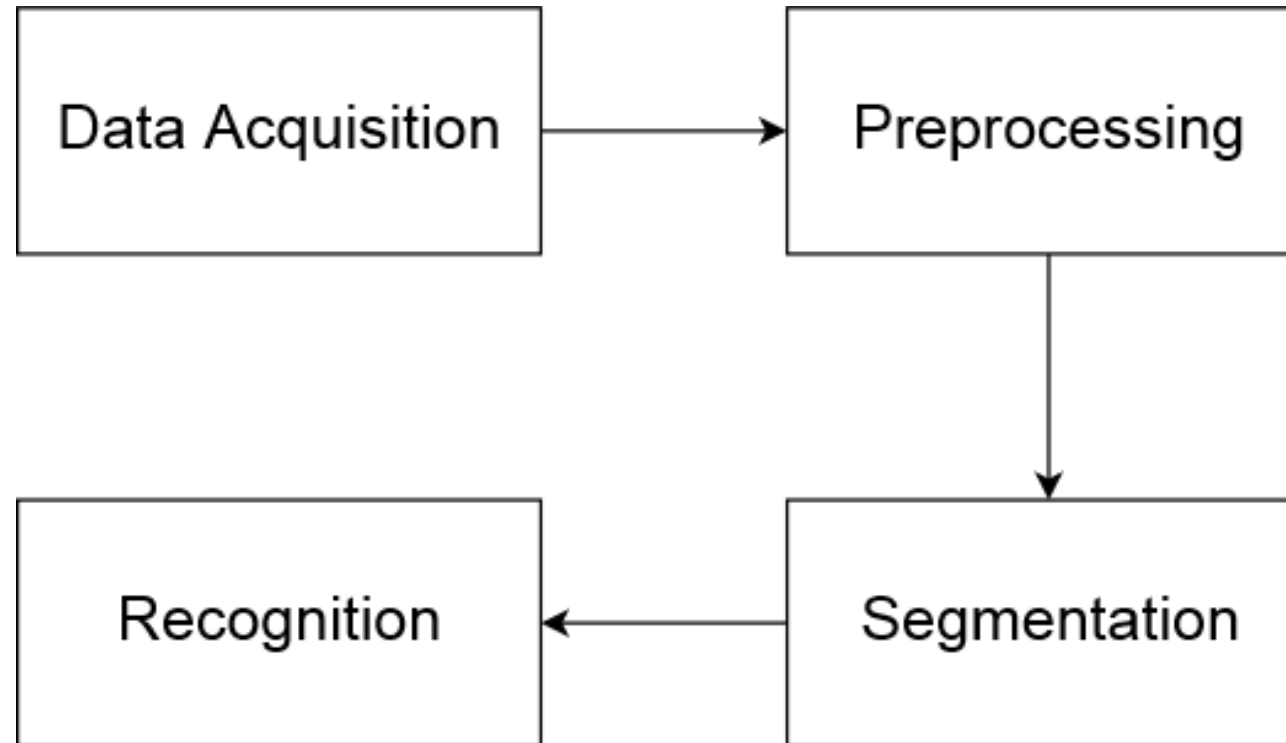 Data Acquisition
Preprocessing
Segmentation
Recognition